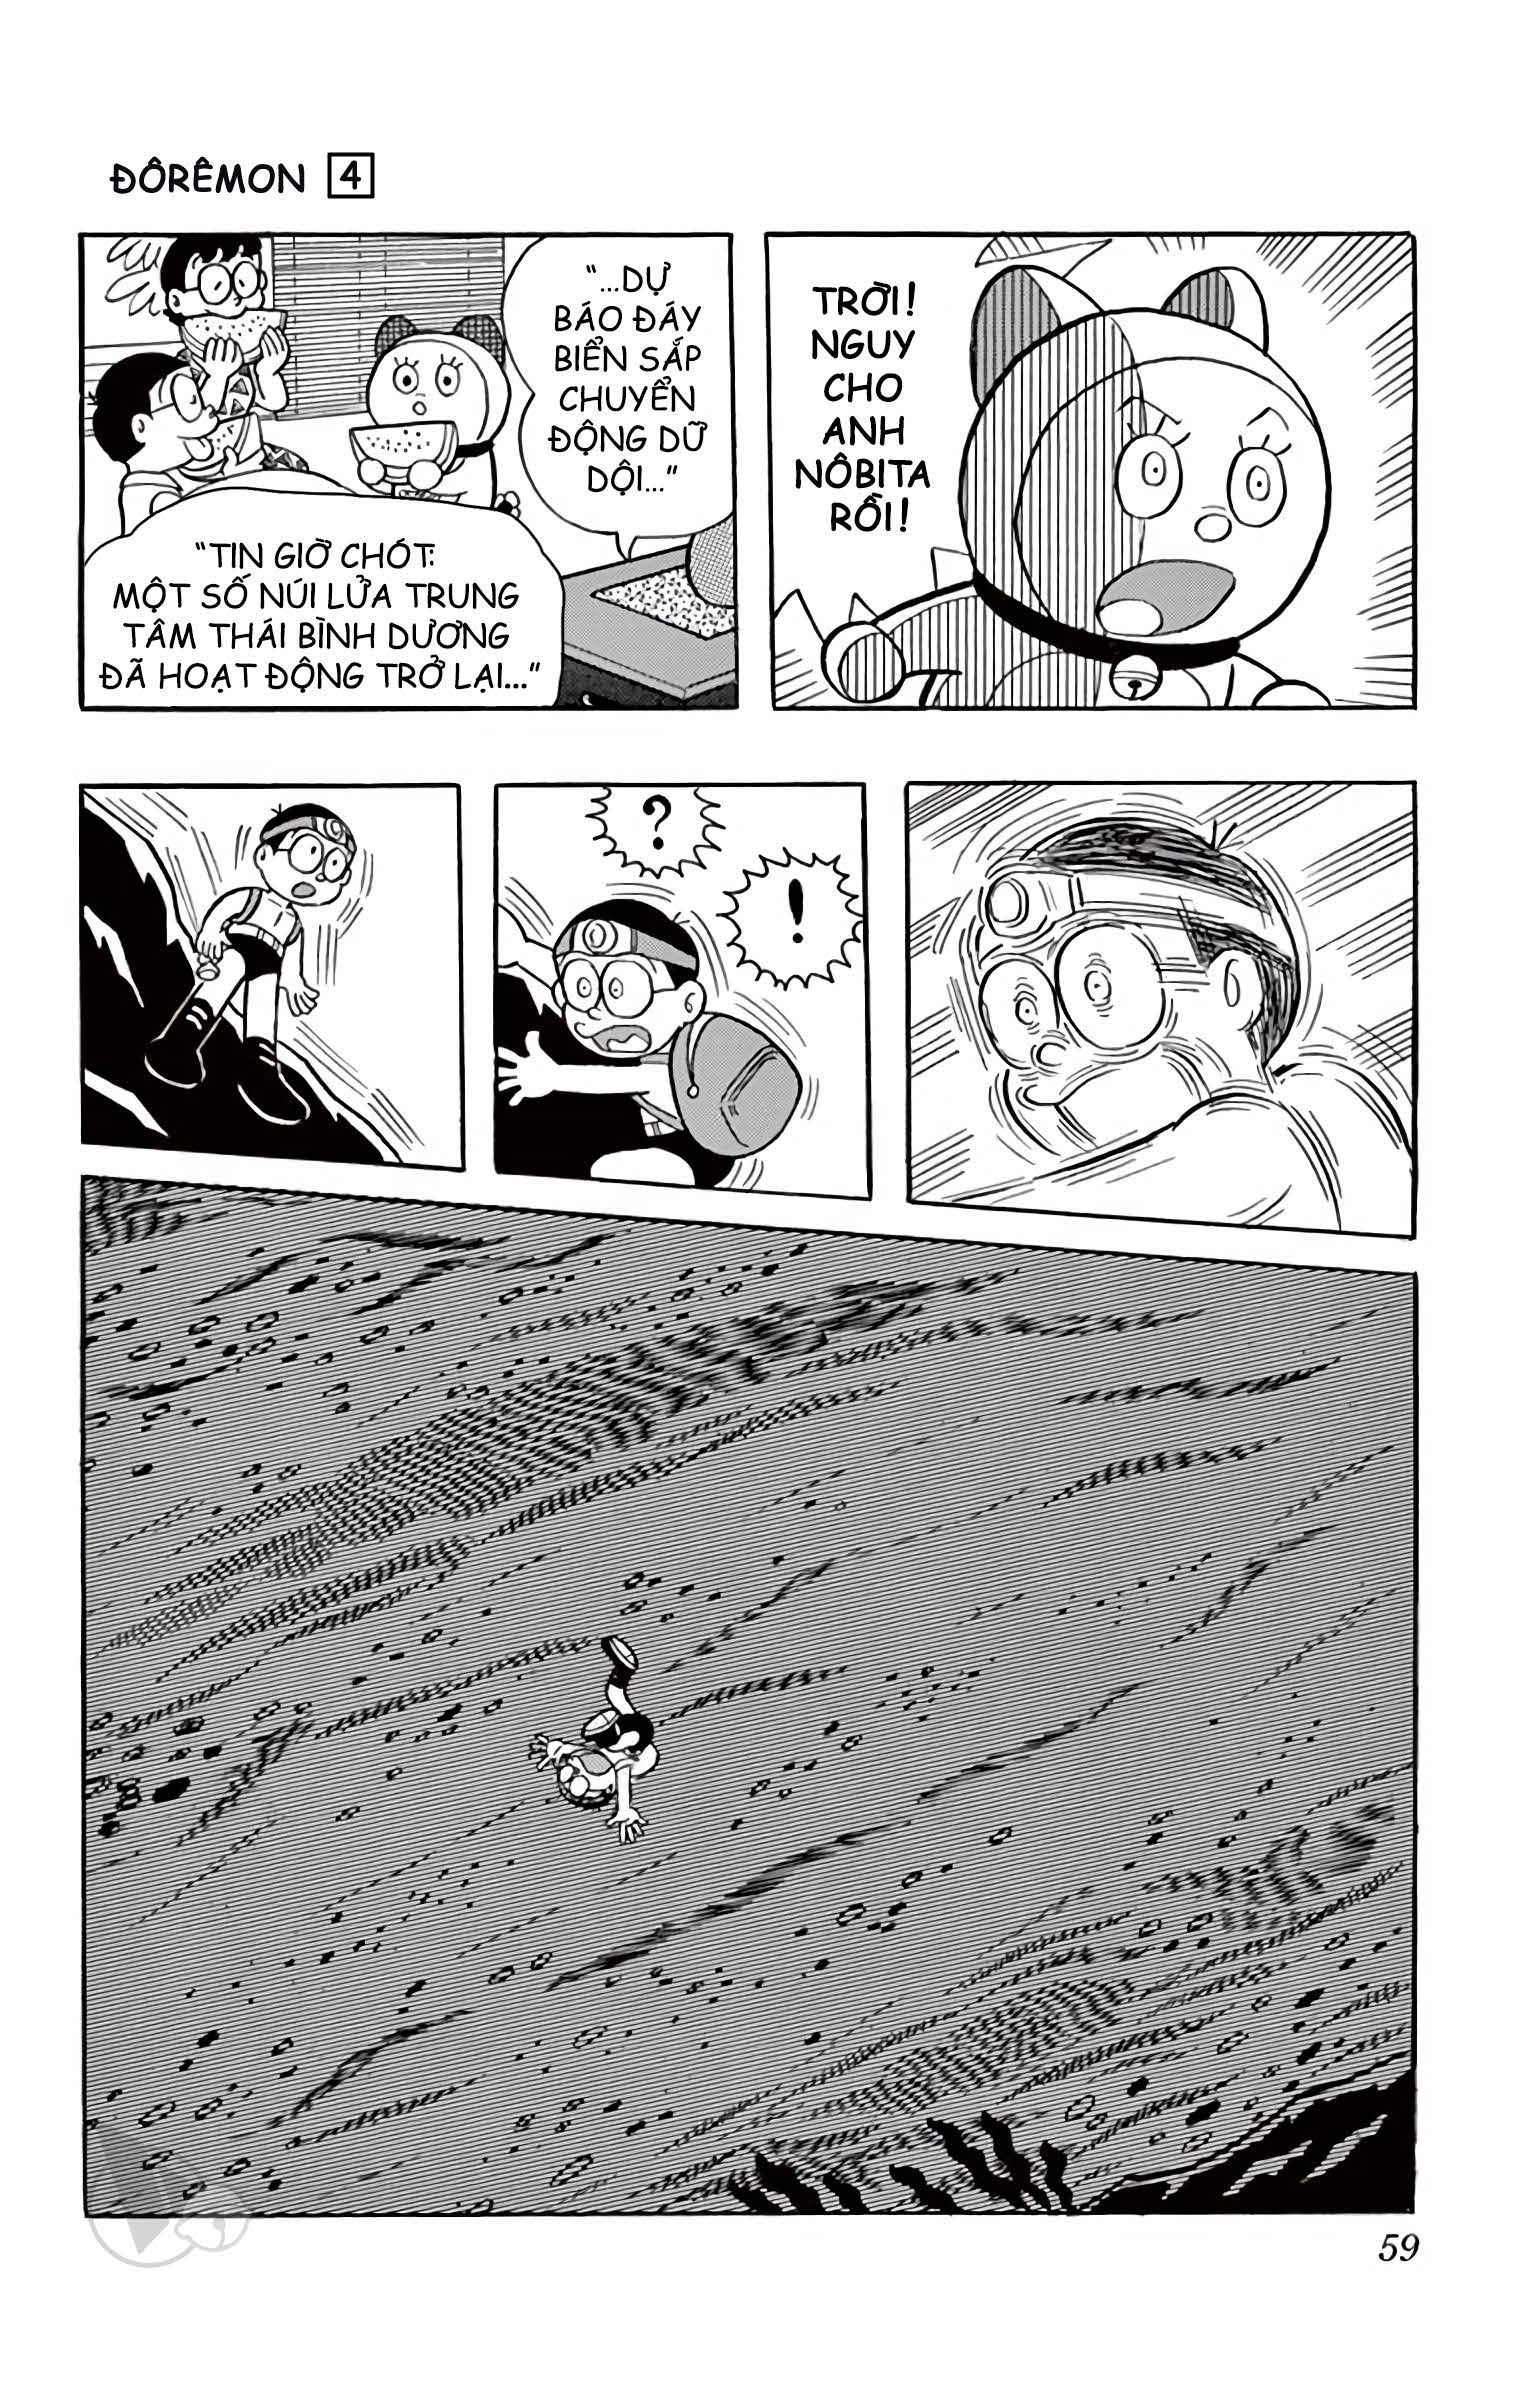 ĐÔRÊMON 4
"TIN GIỜ CHÓT:
MỘT SỐ NÚI LỬA TRUNG
TÂM THÁI BÌNH DƯƠNG
ĐÃ HOẠT ĐỘNG TRỞ LẠI..."
"...DỰ
BÁO ĐÁY
BIỂN SẮP
CHUYỂN
ĐỘNG DỮ
DỘI..."
TRỜI!
NGUY
CHO
ANH
NÔBITA
RỒI!
?
!
59